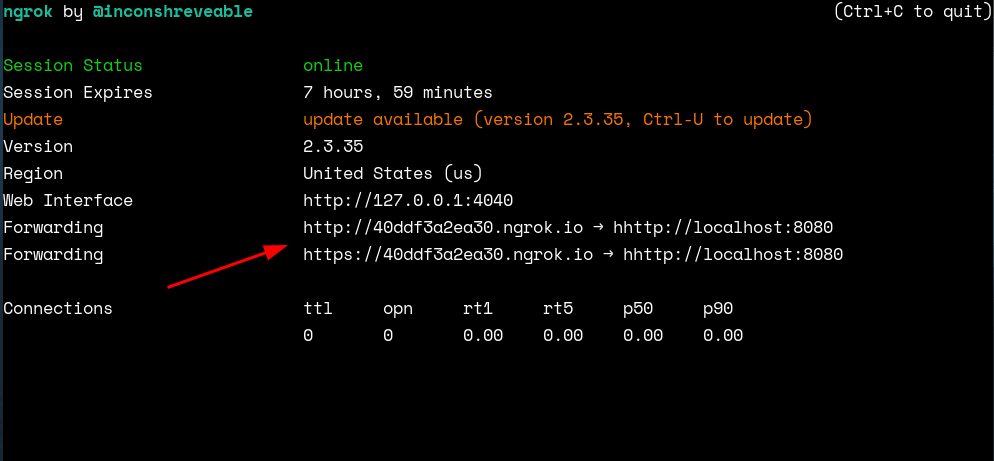 ngrok by @inconshreveable (Ctrl+C to quit)
Session Status online
Session Expires 7 hours, 59 minutes
Update update available (version 2.3.35, Ctrl-U to update)
Version 2.3.35
Region United States (us)
Web Interface http://127.0.0.1:4040
Forwarding http://40ddf3a2ea30.ngrok.io → hhttp://localhost:8080
Forwarding https://40ddf3a2ea30.ngrok.io → hhttp://localhost:8080
Connections ttl opn rt1 rt5 p50 p90
0 0 0.00 0.00 0.00 0.00